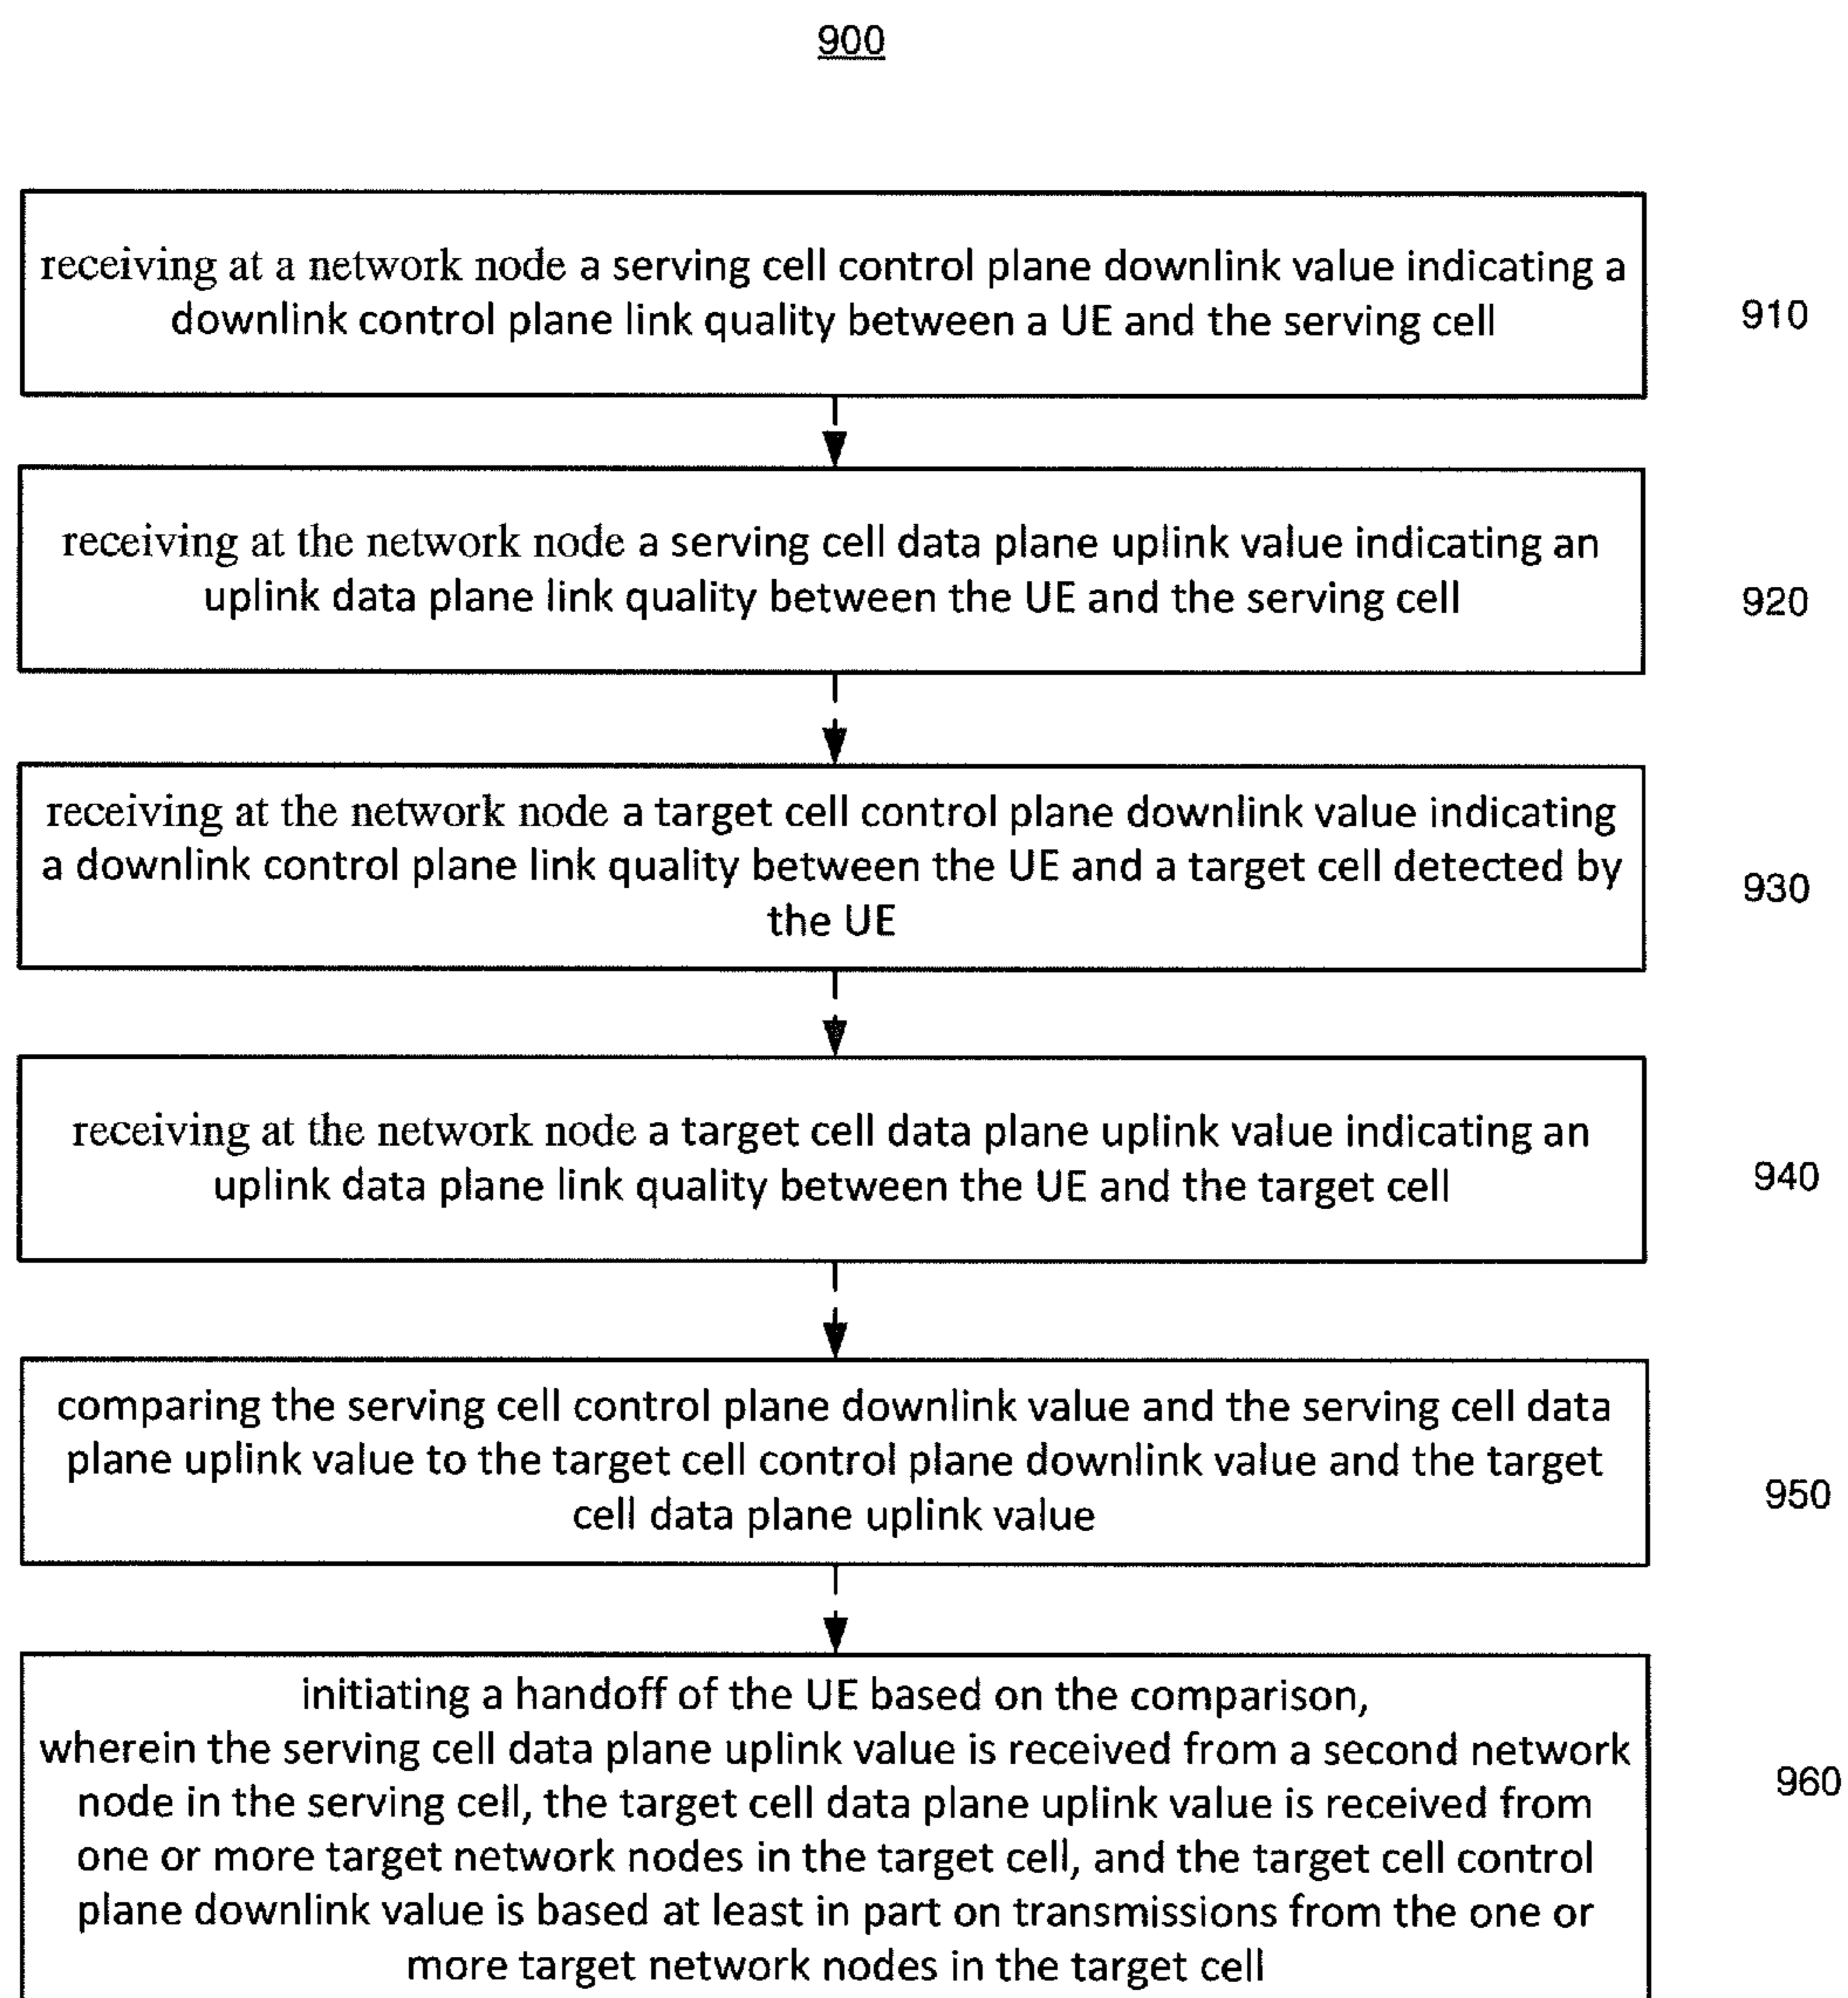 900
receiving at a network node a serving cell control plane downlink value indicating a
downlink control plane link quality between a UE and the serving cell
910
receiving at the network node a serving cell data plane uplink value indicating an
uplink data plane link quality between the UE and the serving cell
920
receiving at the network node a target cell control plane downlink value indicating
a downlink control plane link quality between the UE and a target cell detected by
the UE
930
receiving at the network node a target cell data plane uplink value indicating an
uplink data plane link quality between the UE and the target cell
940
comparing the serving cell control plane downlink value and the serving cell data
plane uplink value to the target cell control plane downlink value and the target
cell data plane uplink value
950
initiating a handoff of the UE based on the comparison,
wherein the serving cell data plane uplink value is received from a second network
node in the serving cell, the target cell data plane uplink value is received from
one or more target network nodes in the target cell, and the target cell control
plane downlink value is based at least in part on transmissions from the one or
more target network nodes in the target cell
960